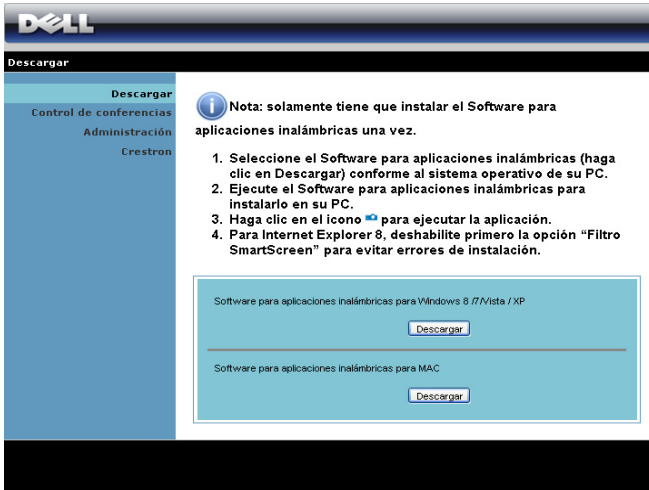 DELL
Descargar
Descargar
Control de conferencias
Administración
Crestron
Nota: solamente tiene que instalar el Software para
aplicaciones inalámbricas una vez.
1. Seleccione el Software para aplicaciones inalámbricas (haga
clic en Descargar) conforme al sistema operativo de su PC.
2. Ejecute el Software para aplicaciones inalámbricas para
instalarlo en su PC.
3. Haga clic en el icono para ejecutar la aplicación.
4. Para Internet Explorer 8, deshabilite primero la opción “Filtro
SmartScreen” para evitar errores de instalación.
Software para aplicaciones inalámbricas para Windows 8 /7/Vista / XP
Descargar
Software para aplicaciones inalámbricas para MAC
Descargar